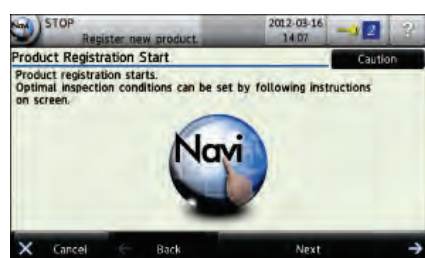 Navi
STOP
Register new product.
2012-03-16
14:07
2
?
Product Registration Start
Caution
Product registration starts.
Optimal inspection conditions can be set by following instructions
on screen.
Navi
Cancel
Back
Next